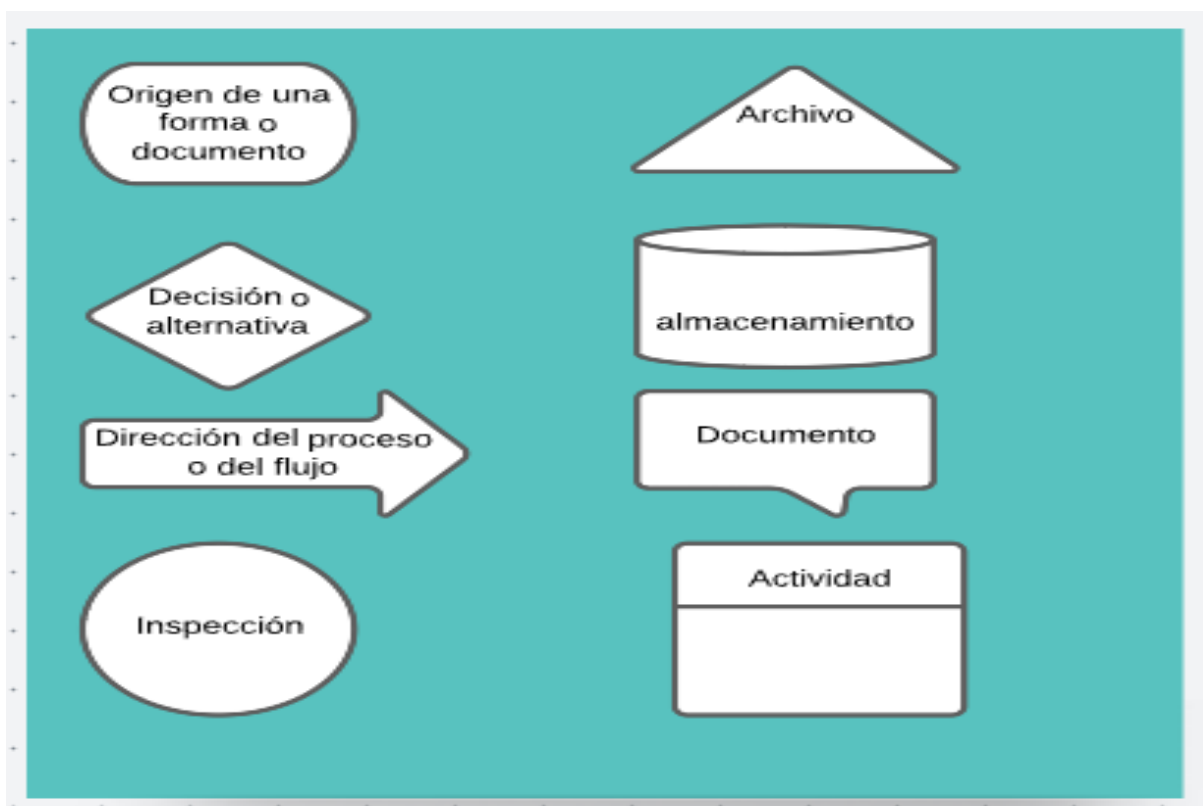 Origen de una
forma o
documento
Archivo
Decisión o
alternativa
almacenamiento
Dirección del proceso
o del flujo
Documento
Inspección
Actividad